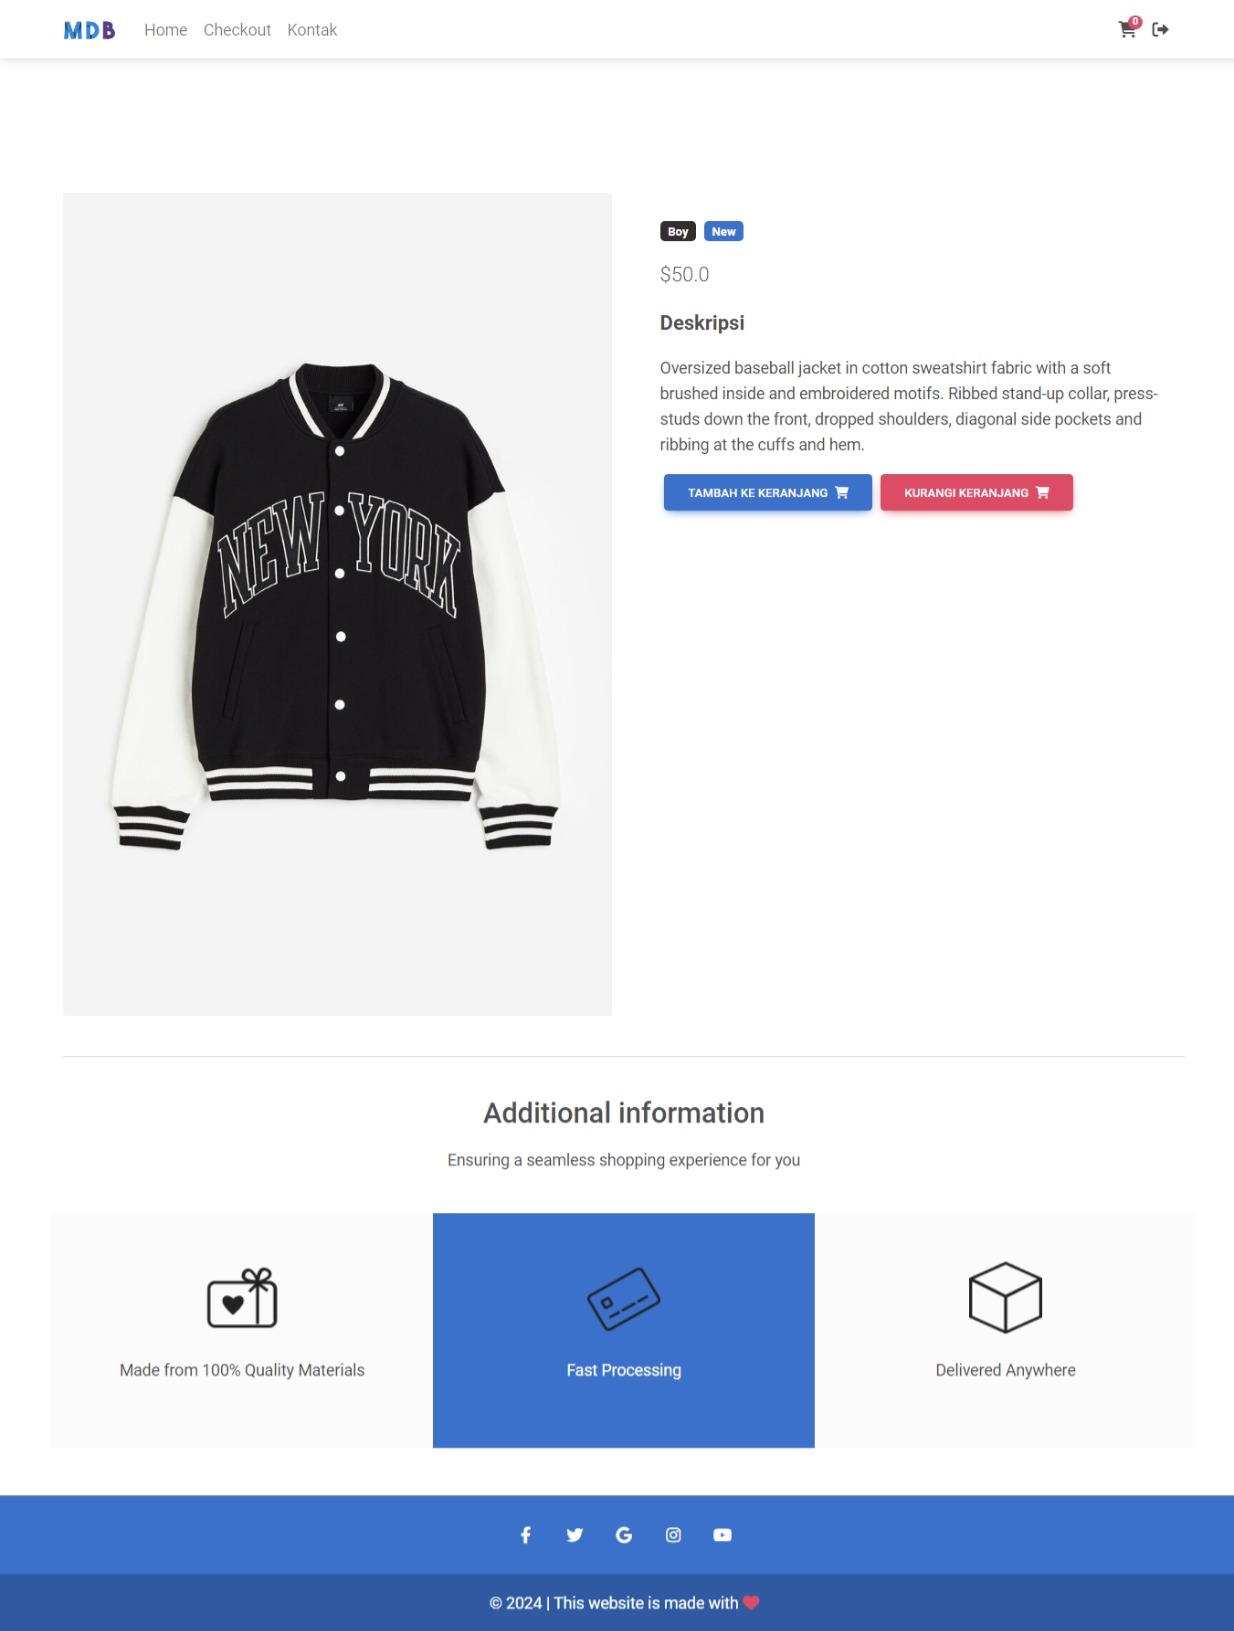 MDB Home Checkout Kontak 0
Boy New
$50.0
Deskripsi
Oversized baseball jacket in cotton sweatshirt fabric with a soft
brushed inside and embroidered motifs. Ribbed stand-up collar, press-
studs down the front, dropped shoulders, diagonal side pockets and
ribbing at the cuffs and hem.
TAMBAH KE KERANJANG KURANGI KERANJANG
NEW YORK
Additional information
Ensuring a seamless shopping experience for you
Made from 100% Quality Materials
Fast Processing
Delivered Anywhere
© 2024 | This website is made with